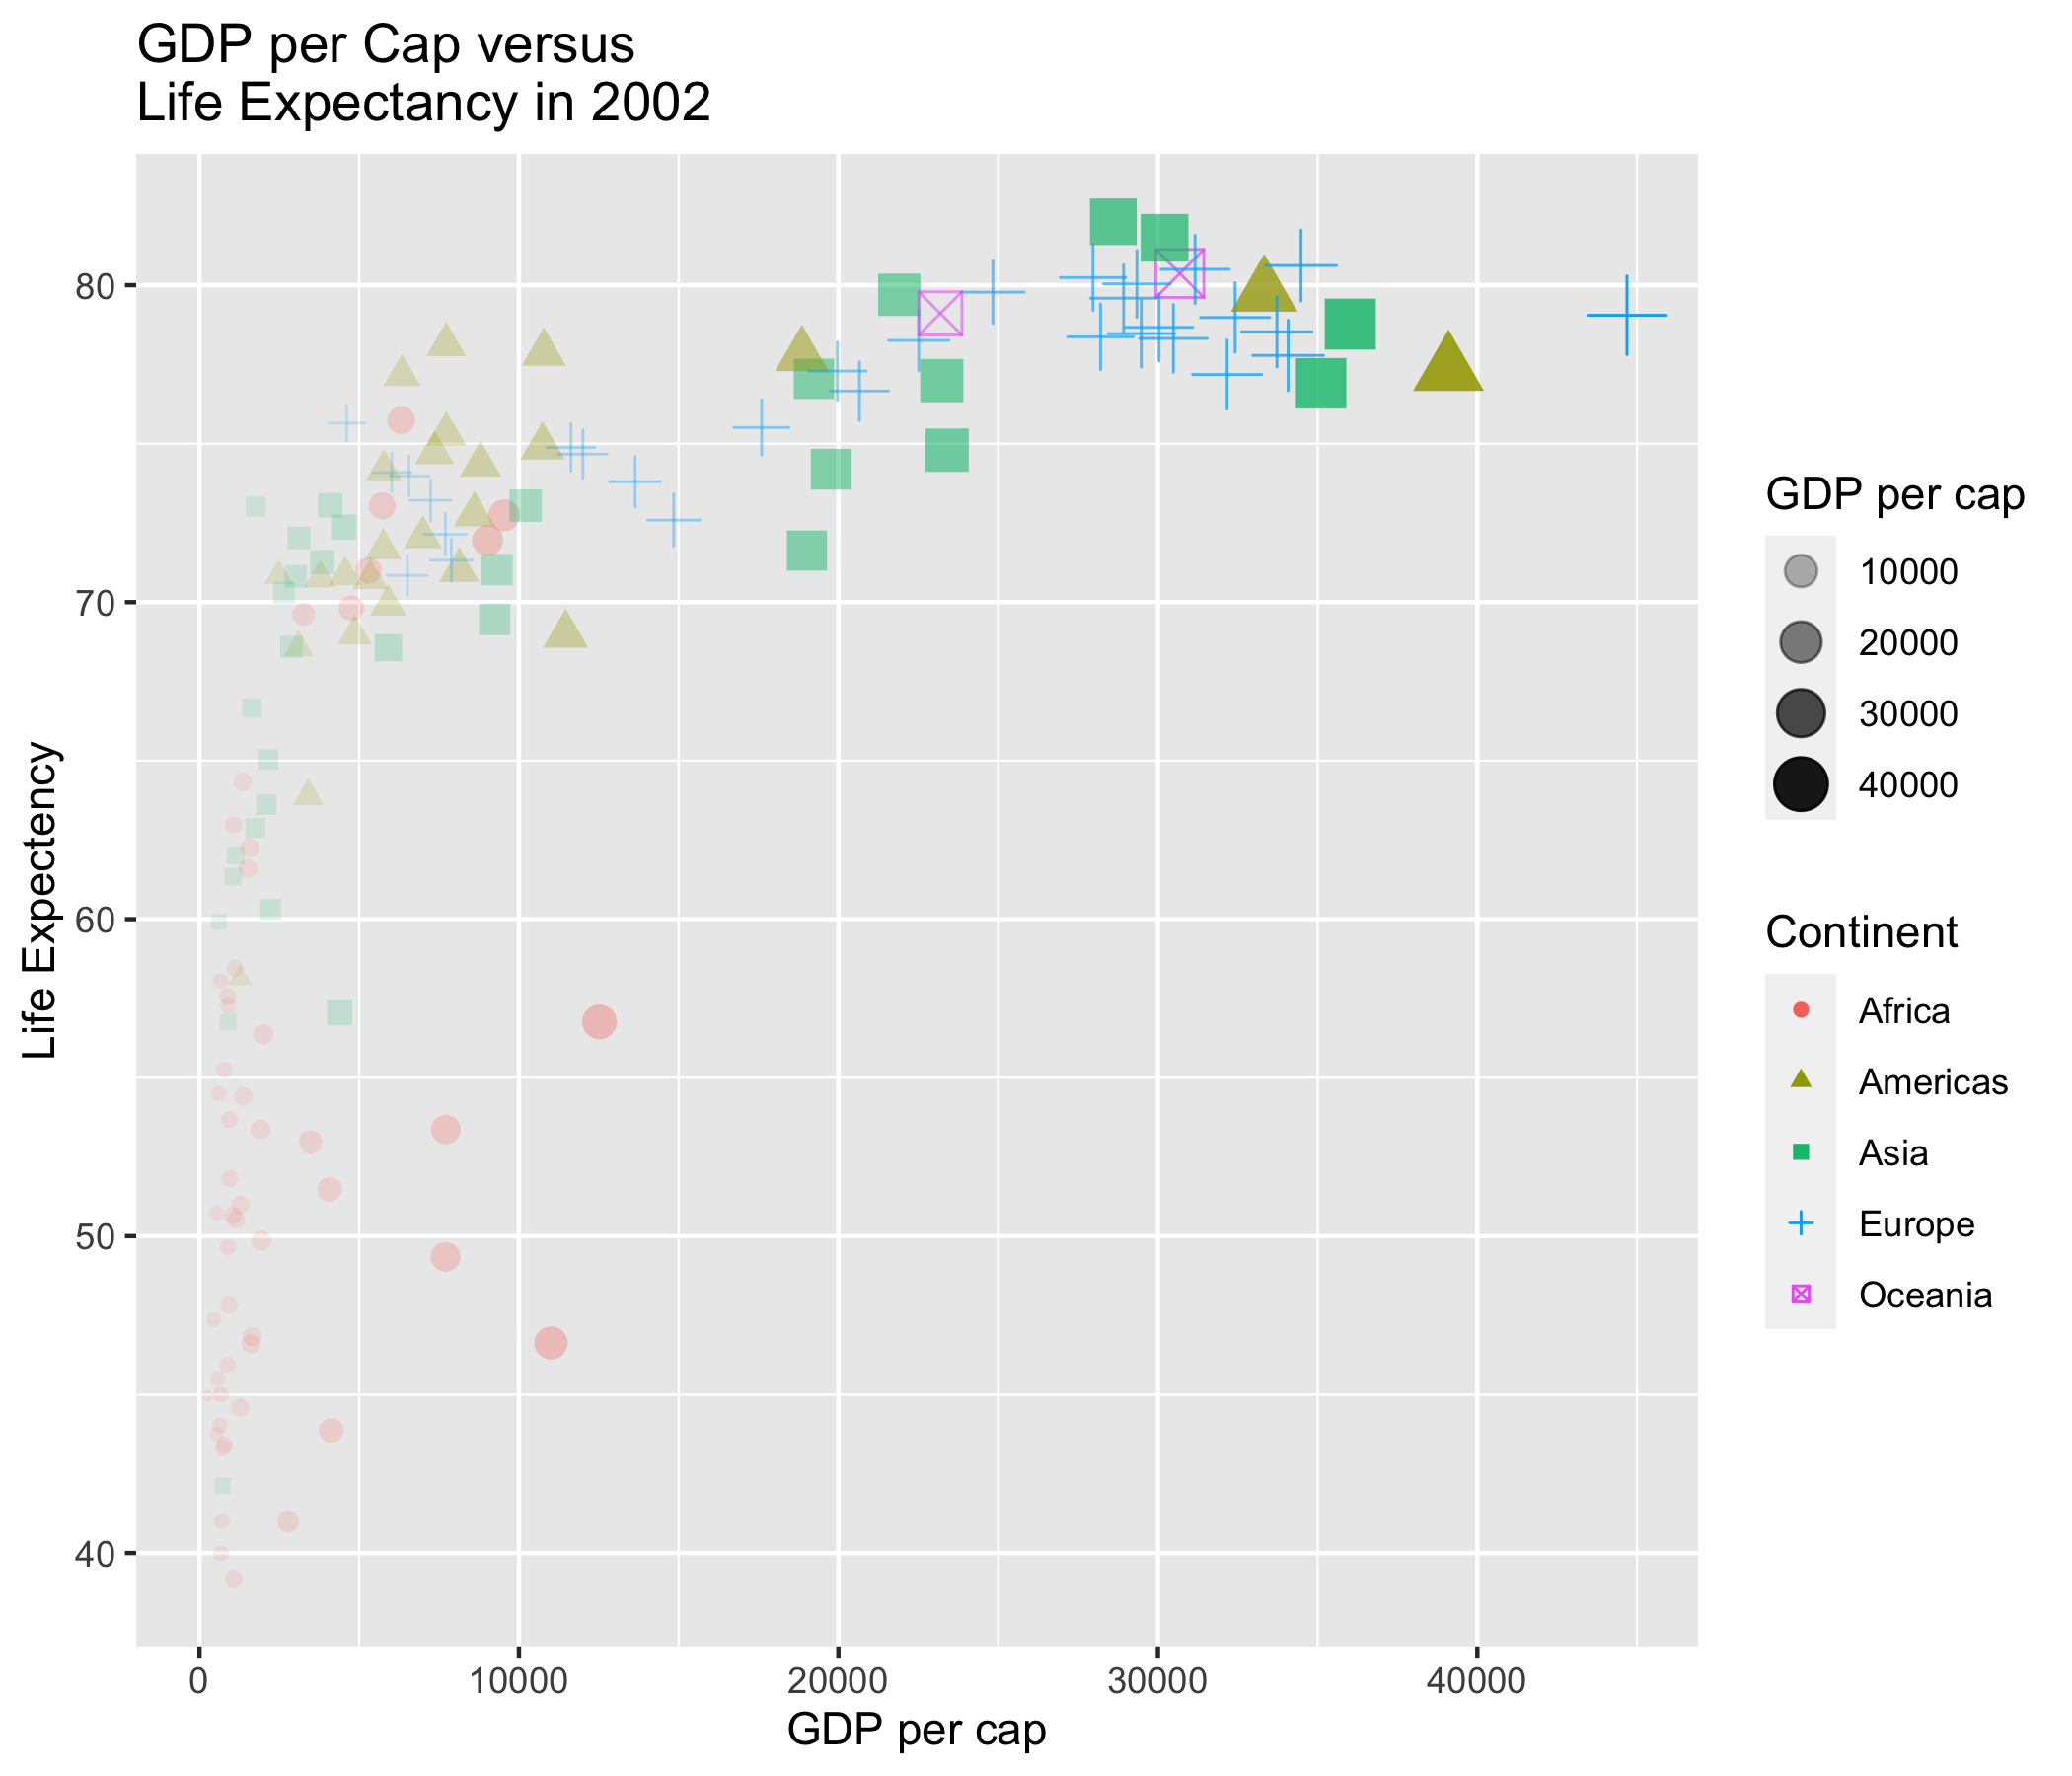 GDP per Cap versus
Life Expectancy in 2002
Life Expectency
80
70
60
50
40
0
10000
20000
30000
40000
GDP per cap
GDP per cap
10000
20000
30000
40000
Continent
Africa
Americas
Asia
Europe
Oceania